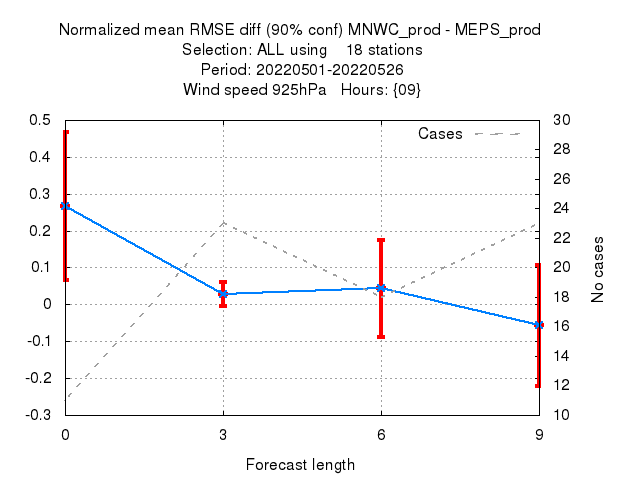 Normalized mean RMSE diff (90% conf) MNWC_prod - MEPS_prod
Selection: ALL using    18 stations
Period: 20220501-20220526
Wind speed 925hPa   Hours: {09}
Cases
0.5
0.4
0.3
0.2
0.1
0
-0.1
-0.2
-0.3
30
28
26
24
22
20
18
16
14
12
10
No cases
0 3 6 9
Forecast length